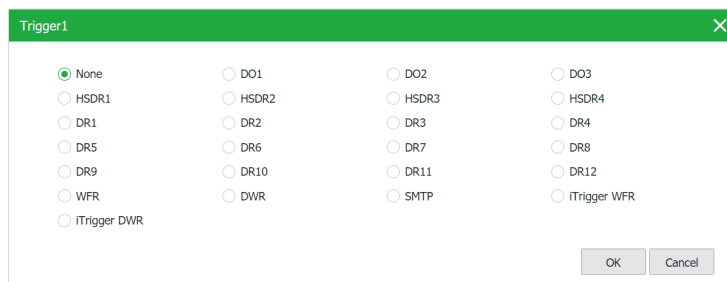 Trigger1
None DO1 DO2 DO3
HSDR1 HSDR2 HSDR3 HSDR4
DR1 DR2 DR3 DR4
DR5 DR6 DR7 DR8
DR9 DR10 DR11 DR12
WFR DWR SMTP iTrigger WFR
iTrigger DWR
OK Cancel